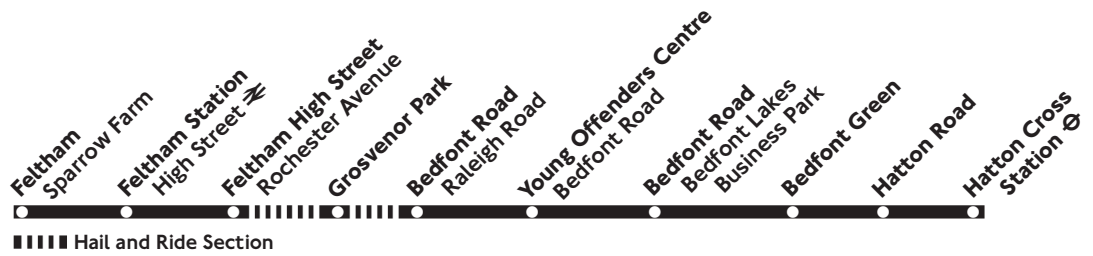 Feltham
Sparrow Farm
Feltham Station
High Street
Feltham High Street
Rochester Avenue
Grosvenor Park
Bedfont Road
Raleigh Road
Young Offenders Centre
Bedfont Road
Bedfont Road
Bedfont Lakes
Business Park
Bedfont Green
Hatton Road
Hatton Cross
Station
Hail and Ride Section